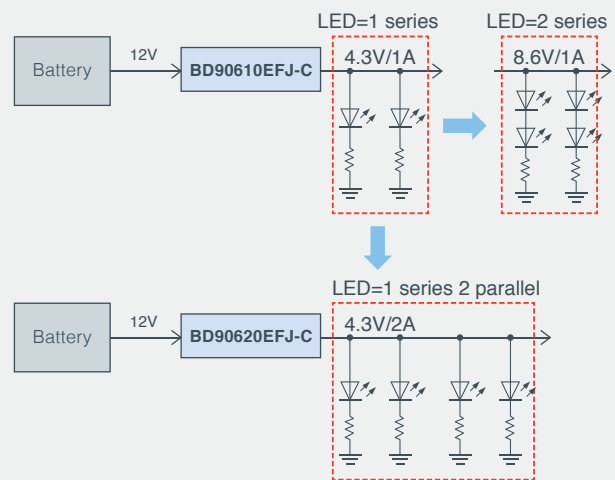 LED=1 series
LED=2 series
Battery
12V
BD90610EFJ-C
4.3V/1A
8.6V/1A
LED=1 series 2 parallel
Battery
12V
BD90620EFJ-C
4.3V/2A